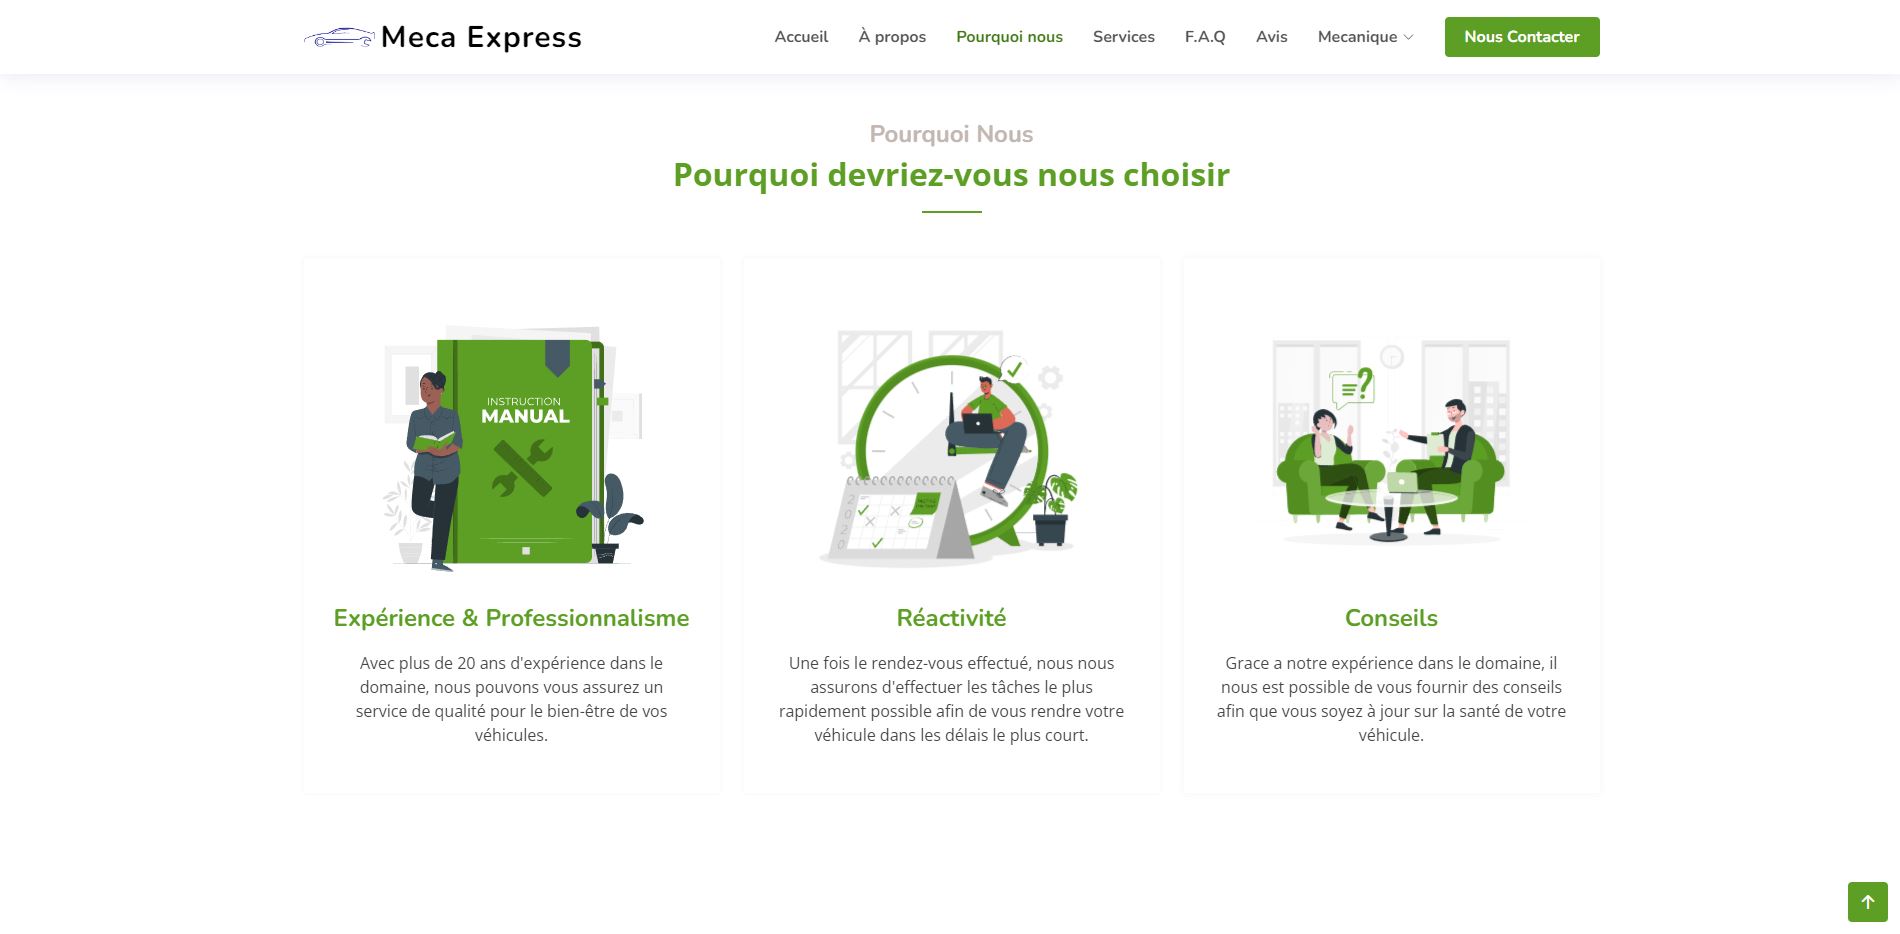 Meca Express
Accueil À propos Pourquoi nous Services F.A.Q Avis Mecanique Nous Contacter
Pourquoi Nous
Pourquoi devriez-vous nous choisir
INSTRUCTION
MANUAL
2020
?
Expérience & Professionnalisme
Avec plus de 20 ans d'expérience dans le
domaine, nous pouvons vous assurez un
service de qualité pour le bien-être de vos
véhicules.
Réactivité
Une fois le rendez-vous effectué, nous nous
assurons d'effectuer les tâches le plus
rapidement possible afin de vous rendre votre
véhicule dans les délais le plus court.
Conseils
Grace a notre expérience dans le domaine, il
nous est possible de vous fournir des conseils
afin que vous soyez à jour sur la santé de votre
véhicule.